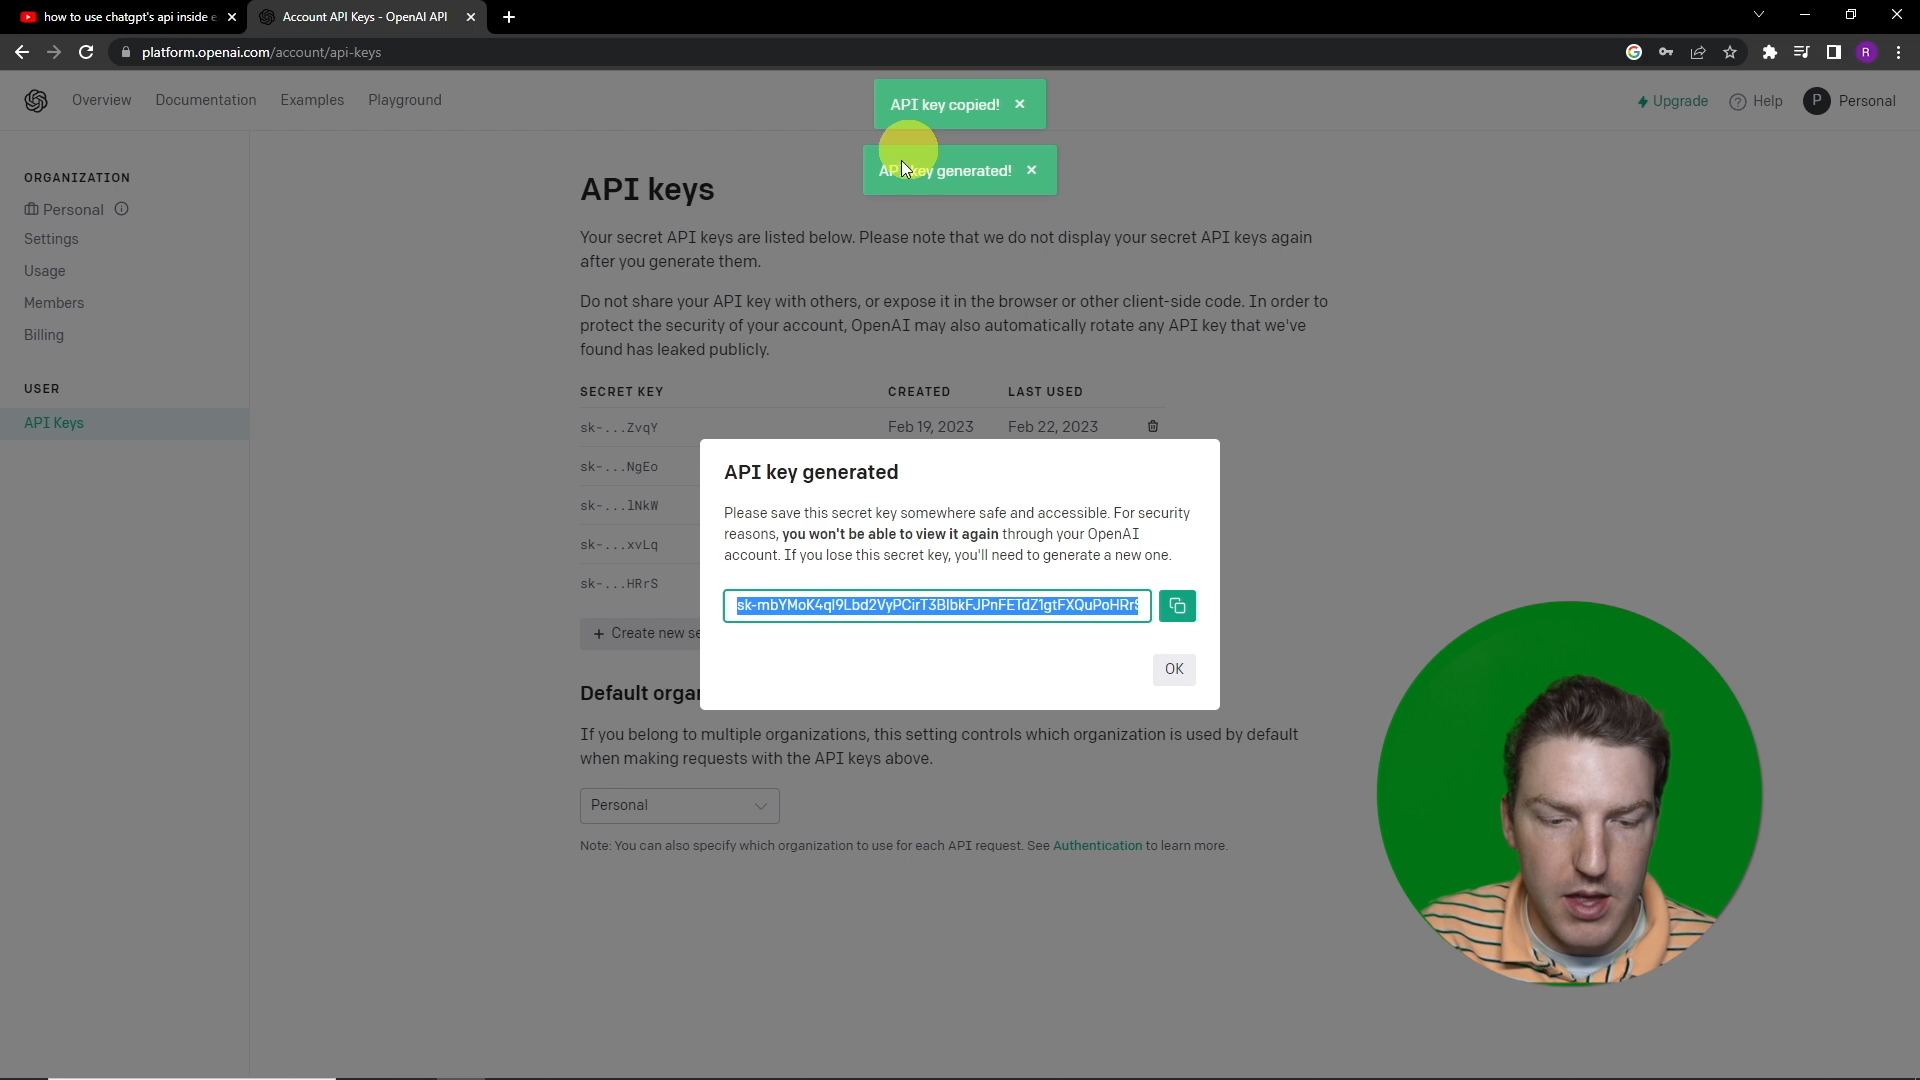 how to use chatgpt's api inside
Account API Keys - OpenAI API
platform.openai.com/account/api-keys
R
Overview
Documentation
Examples
Playground
API key copied!
Upgrade
Help
P
Personal
API key generated!
ORGANIZATION
Personal
Settings
Usage
Members
Billing
USER
API Keys
API keys
Your secret API keys are listed below. Please note that we do not display your secret API keys again
after you generate them.
Do not share your API key with others, or expose it in the browser or other client-side code. In order to
protect the security of your account, OpenAI may also automatically rotate any API key that we've
found has leaked publicly.
SECRET KEY CREATED LAST USED
sk-...ZvqY Feb 19, 2023 Feb 22, 2023
sk-...NgEo
sk-...lNkW
sk-...xvLq
sk-...HRrS
+ Create new
API key generated
Please save this secret key somewhere safe and accessible. For security
reasons, you won't be able to view it again through your OpenAI
account. If you lose this secret key, you'll need to generate a new one.
OK
Default
If you belong to multiple organizations, this setting controls which organization is used by default
when making requests with the API keys above.
Personal
Note: You can also specify which organization to use for each API request. See Authentication to learn more.